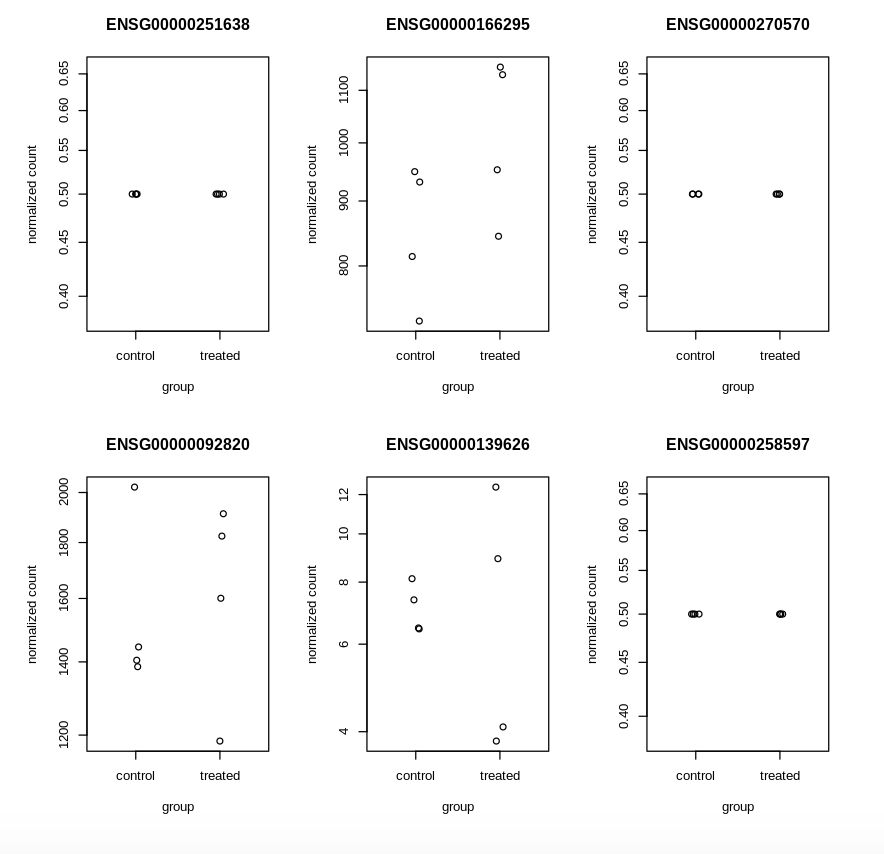 ENSG00000251638
0.65
0.60
0.55
0.50
0.45
0.40
normalized count
control treated
group
ENSG00000166295
1100
1000
900
800
normalized count
control treated
group
ENSG00000270570
0.65
0.60
0.55
0.50
0.45
0.40
normalized count
control treated
group
ENSG00000092820
2000
1800
1600
1400
1200
normalized count
control treated
group
ENSG00000139626
12
10
8
6
4
normalized count
control treated
group
ENSG00000258597
0.65
0.60
0.55
0.50
0.45
0.40
normalized count
control treated
group